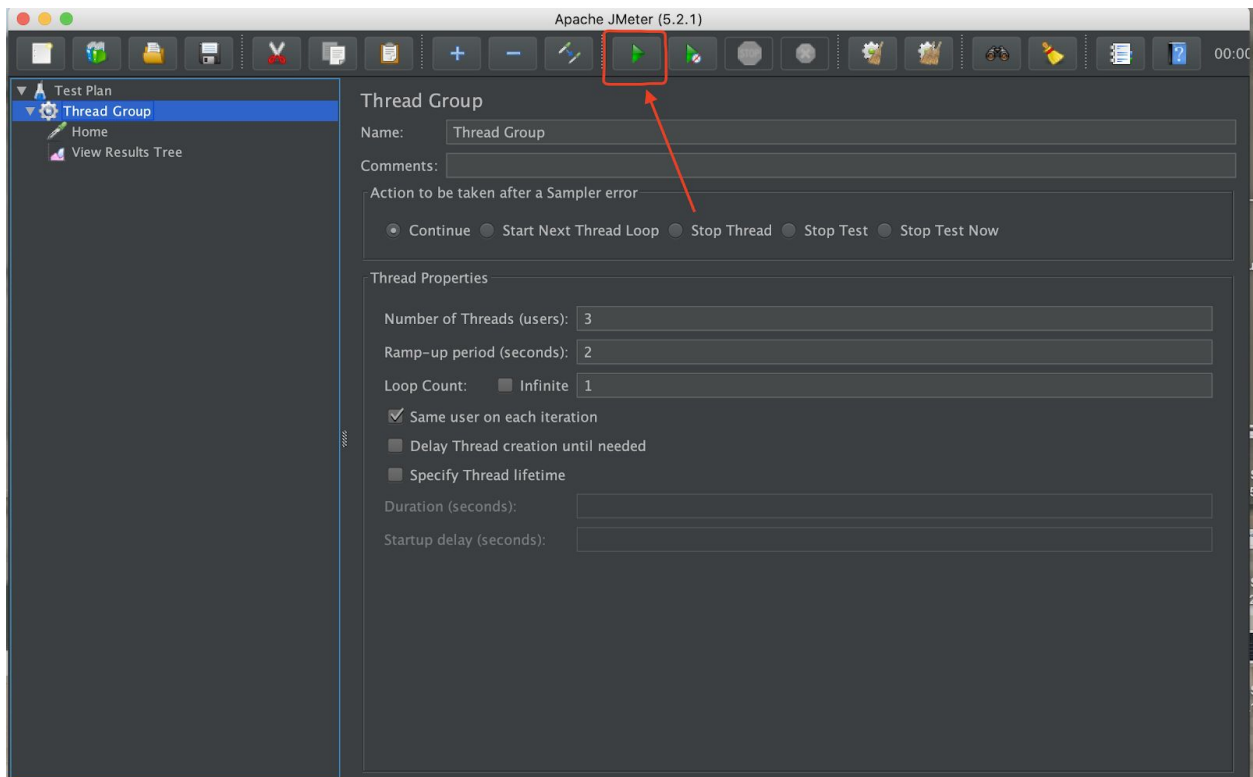 Apache JMeter (5.2.1)
00:00
Test Plan
Thread Group
Home
View Results Tree
Thread Group
Name: Thread Group
Comments:
Action to be taken after a Sampler error
Continue Start Next Thread Loop Stop Thread Stop Test Stop Test Now
Thread Properties
Number of Threads (users): 3
Ramp-up period (seconds): 2
Loop Count: Infinite 1
Same user on each iteration
Delay Thread creation until needed
Specify Thread lifetime
Duration (seconds):
Startup delay (seconds):